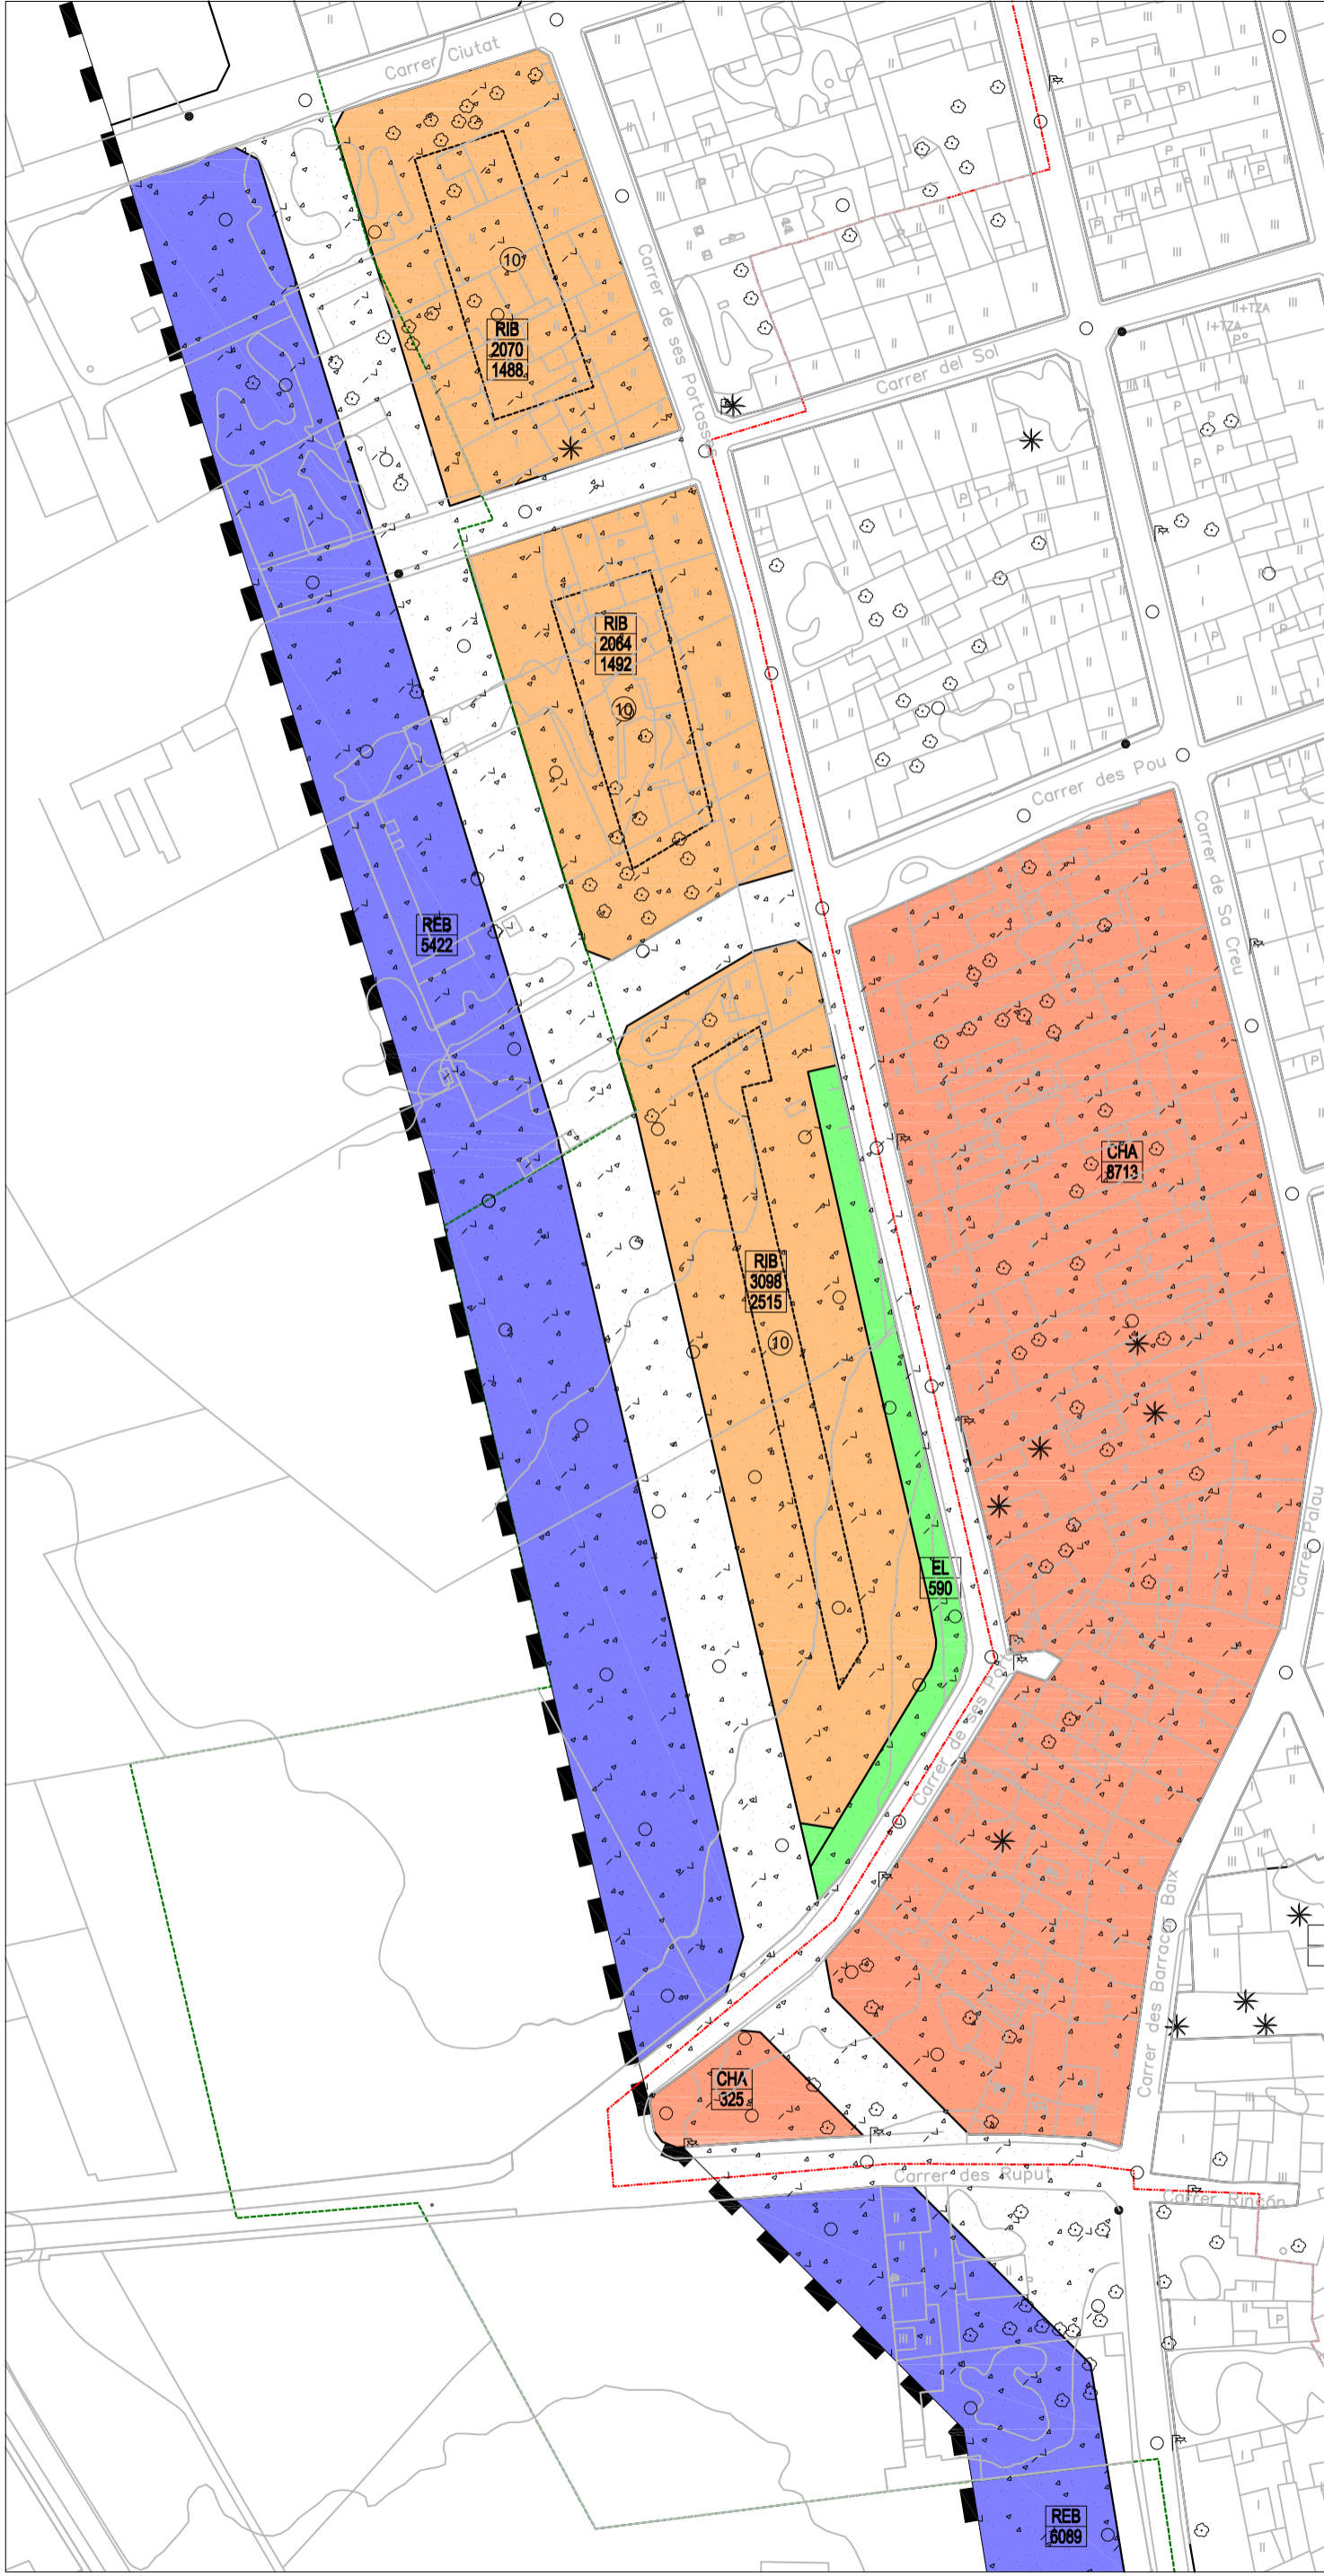 Carrer Ciutat
Carrer de ses Portasses
10
RIB
2070
1488
Carrer del Sol
II+TZA
I+TZA
RIB
2064
1492
10
Carrer des Pou
Carrer de Sa Creu
REB
5422
CHA
8713
RIB
3098
2515
10
EL
590
Carrer Palau
Carrer de ses Po
Carrer des Barracar Baix
CHA
325
Carrer des Ruput
Carrer Rincón
REB
6089